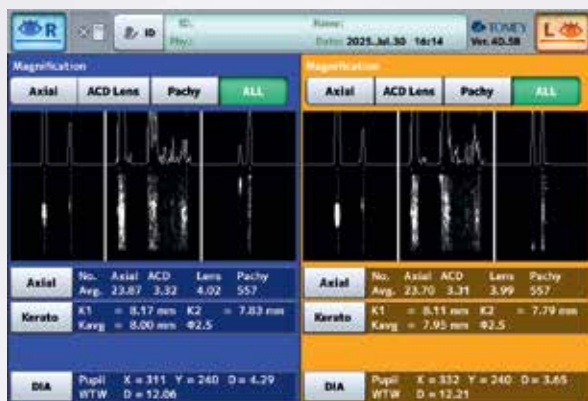 R
ID
ID:
Phy:
Name:
Date: 2025.Jul.30 16:14
TOMEY
Ver. 4D.5B
L
Magnification
Axial ACD Lens Pachy ALL
Axial
No. Axial ACD Lens Pachy
Avg. 23.87 3.32 4.02 557
Kerato
K1 = 8.17 mm K2 = 7.83 mm
Kavg = 8.00 mm Φ2.5
DIA
Pupil X = 311 Y = 240 D = 4.29
WTW D = 12.06
Magnification
Axial ACD Lens Pachy ALL
Axial
No. Axial ACD Lens Pachy
Avg. 23.70 3.31 3.99 557
Kerato
K1 = 8.11 mm K2 = 7.79 mm
Kavg = 7.95 mm Φ2.5
DIA
Pupil X = 332 Y = 240 D = 3.65
WTW D = 12.21